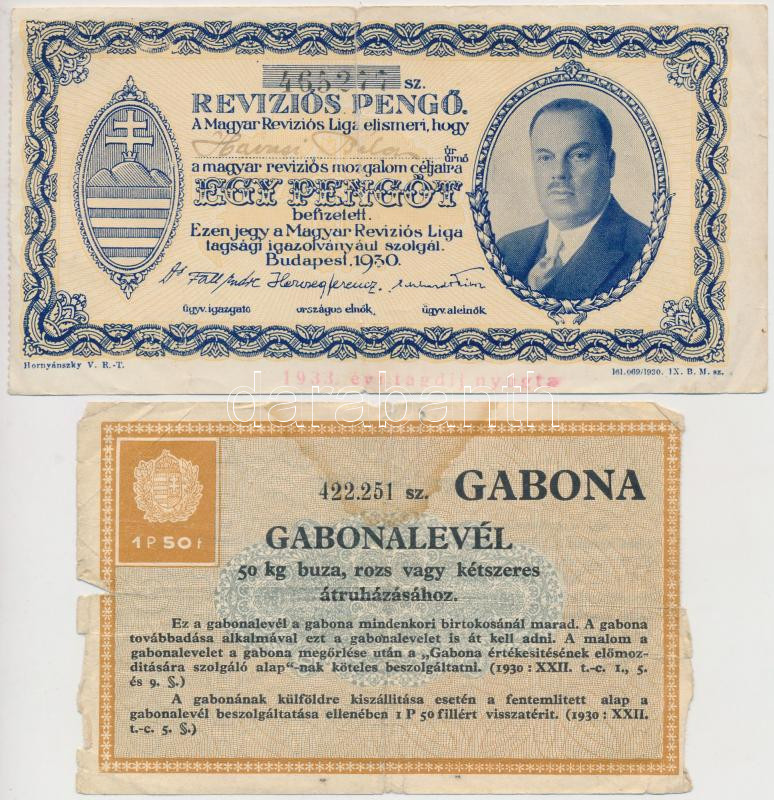 465277 sz.
REVIZIÓS PENGŐ.
A Magyar Reviziós Liga elismeri, hogy
úr
úrnő
a magyar reviziós mozgalom céljaira
EGY PENGŐT
befizetett.
Ezen jegy a Magyar Reviziós Liga
tagsági igazolványául szolgál.
Budapest, 1930.
ügyv. igazgató országos elnök, ügyv. alelnök
Hornyánszky V. R.-T. 161.069/1930. IX. B. M. sz.
1933. évi tagdij nyugta
darabanth
422.251 sz. GABONA
1 P 50 f
GABONALEVÉL
50 kg buza, rozs vagy kétszeres
átruházásához.
Ez a gabonalevél a gabona mindenkori birtokosánál marad. A gabona
továbbadása alkalmával ezt a gabonalevelet is át kell adni. A malom a
gabonalevelet a gabona megőrlése után a „Gabona értékesitésének előmoz-
ditására szolgáló alap"-nak köteles beszolgáltatni. (1930 : XXII. t.-c. 1., 5.
és 9. §.)
A gabonának külföldre kiszállitása esetén a fentemlitett alap a
gabonalevél beszolgáltatása ellenében 1 P 50 fillért visszatérit. (1930 : XXII.
t.-c. 5. §.)